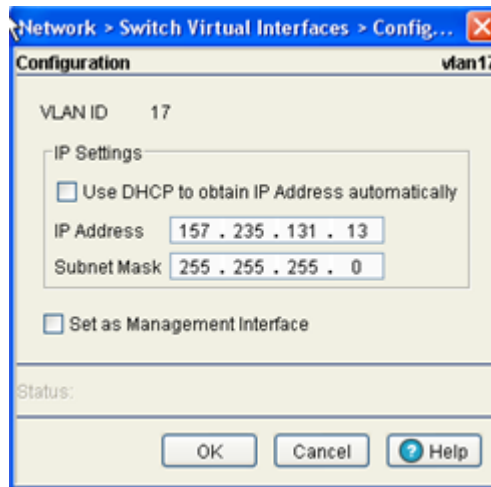 Network > Switch Virtual Interfaces > Config...
Configuration vlan17
VLAN ID 17
IP Settings
Use DHCP to obtain IP Address automatically
IP Address 157 . 235 . 131 . 13
Subnet Mask 255 . 255 . 255 . 0
Set as Management Interface
Status:
OK Cancel ? Help